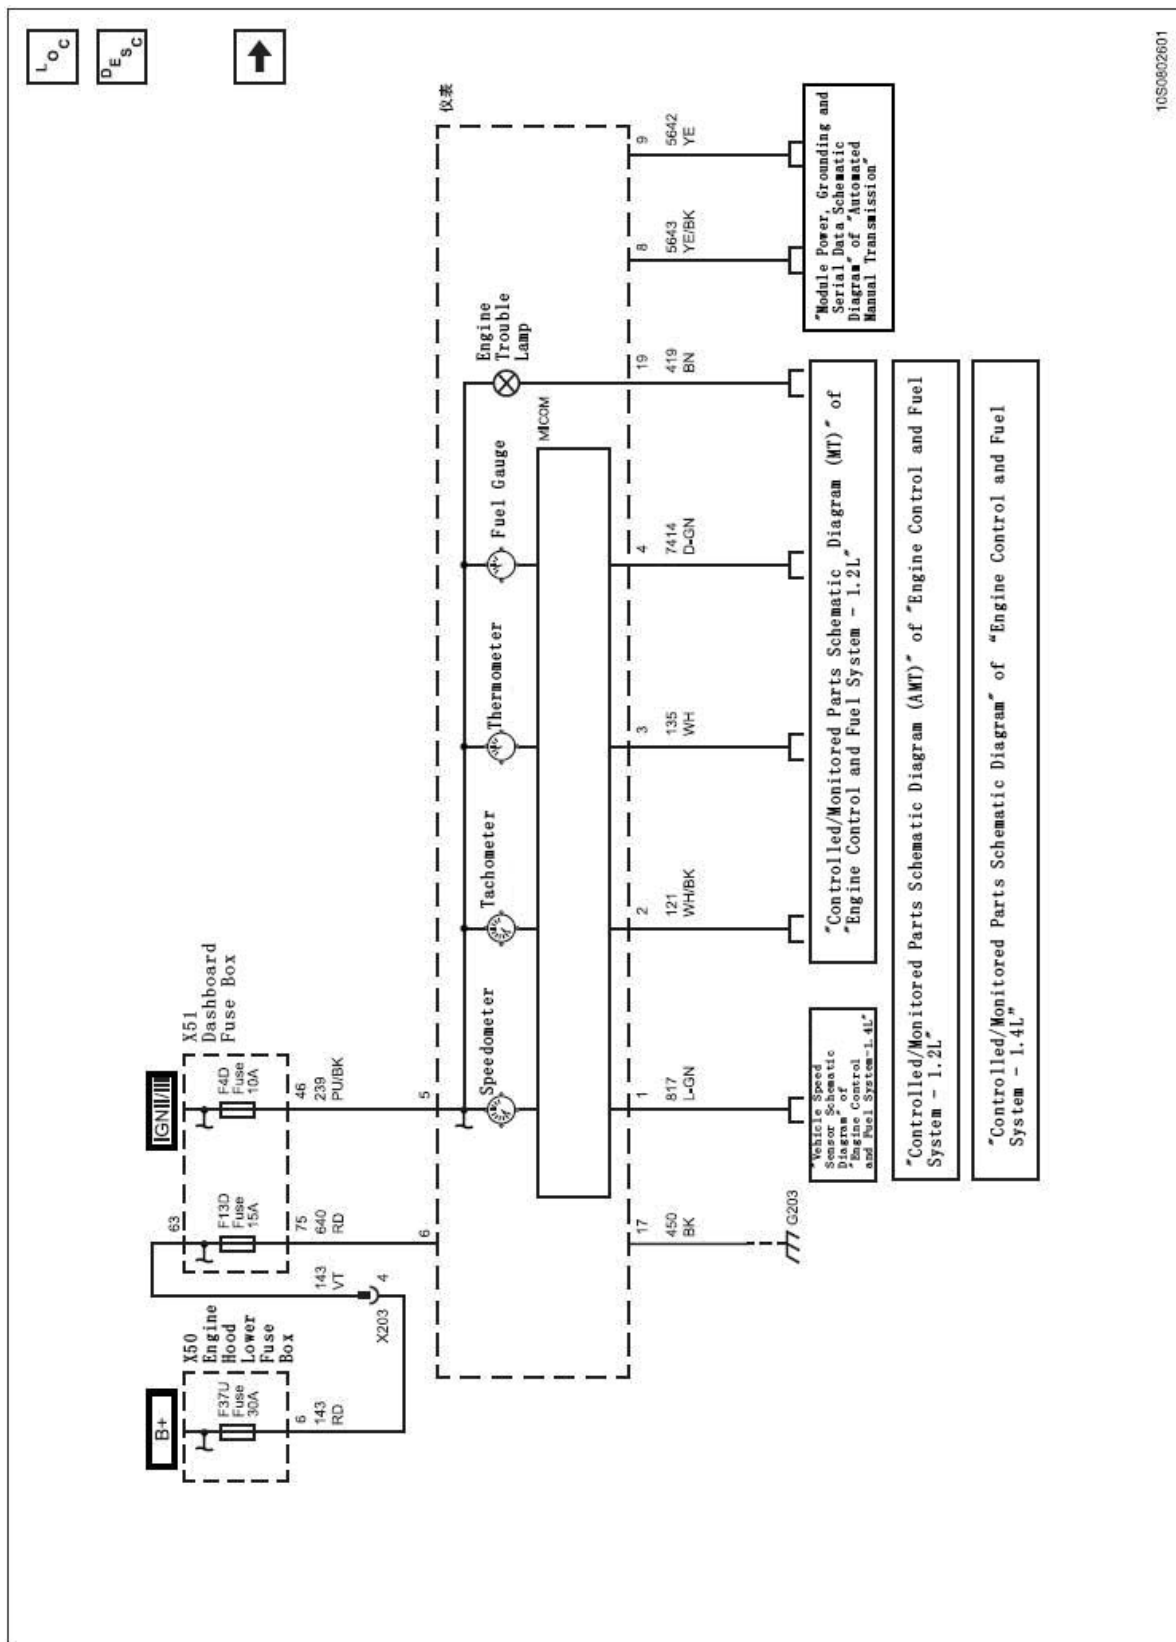 LOC
DESC
B+
X50
Engine
Hood
Lower
Fuse
Box
F37U
Fuse
30A
6
143
RD
X203
4
143
VT
IGNII/III
X51
Dashboard
Fuse Box
63
F13D
Fuse
15A
75
640
RD
F4D
Fuse
10A
46
239
PU/BK
6
5
仪表
Speedometer
Tachometer
Thermometer
Fuel Gauge
Engine
Trouble
Lamp
MICOM
17
450
BK
G203
1
817
L-GN
2
121
WH/BK
3
135
WH
4
7414
D-GN
19
419
BN
8
5643
YE/BK
9
5642
YE
"Vehicle Speed
Sensor Schematic
Diagram" of
"Engine Control
and Fuel System-1.4L"
"Controlled/Monitored Parts Schematic Diagram (MT)" of
"Engine Control and Fuel System - 1.2L"
"Module Power, Grounding and
Serial Data Schematic
Diagram" of "Automated
Manual Transmission"
"Controlled/Monitored Parts Schematic Diagram (AMT)" of "Engine Control and Fuel
System - 1.2L"
"Controlled/Monitored Parts Schematic Diagram" of "Engine Control and Fuel
System - 1.4L"
10S0802601